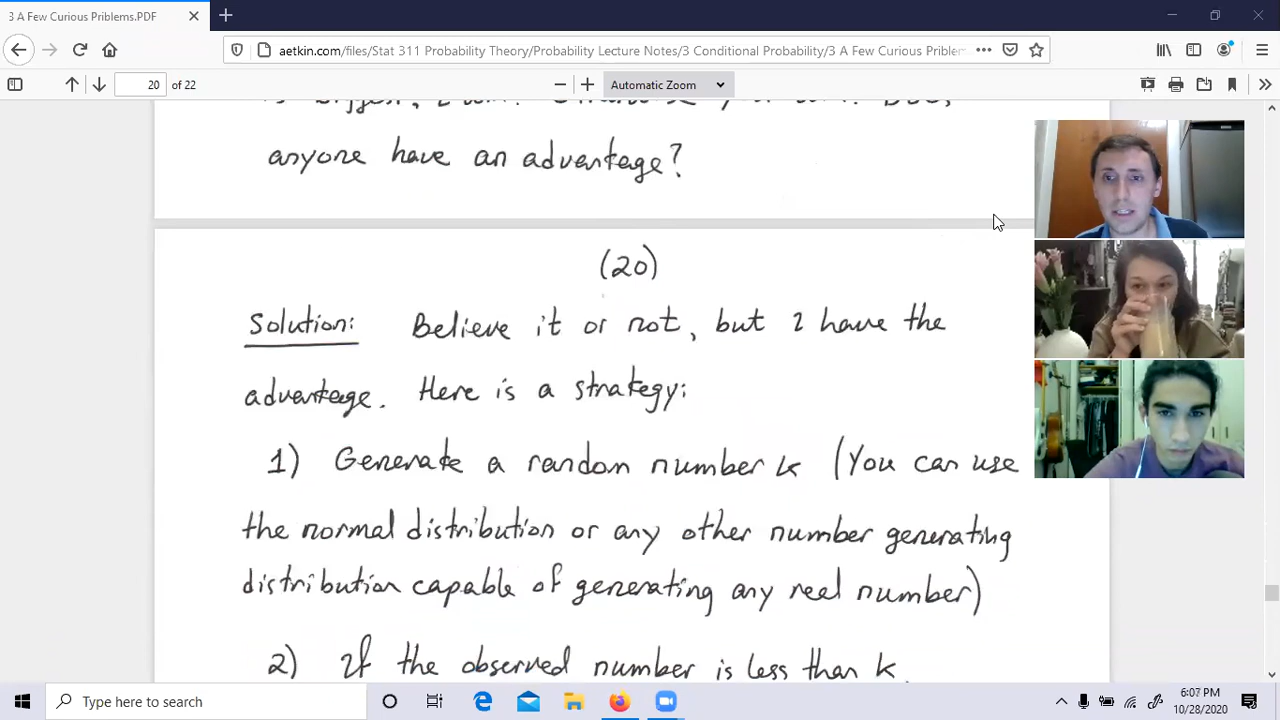 3 A Few Curious Priblems.PDF
aetkin.com/files/Stat 311 Probability Theory/Probability Lecture Notes/3 Conditional Probability/3 A Few Curious Priblem
20 of 22
Automatic Zoom
anyone have an advantage?
(20)
Solution: Believe it or not, but I have the
advantage. Here is a strategy:
1) Generate a random number k (You can use
the normal distribution or any other number generating
distribution capable of generating any real number)
2) If the observed number is less than k,
Type here to search
6:07 PM
10/28/2020